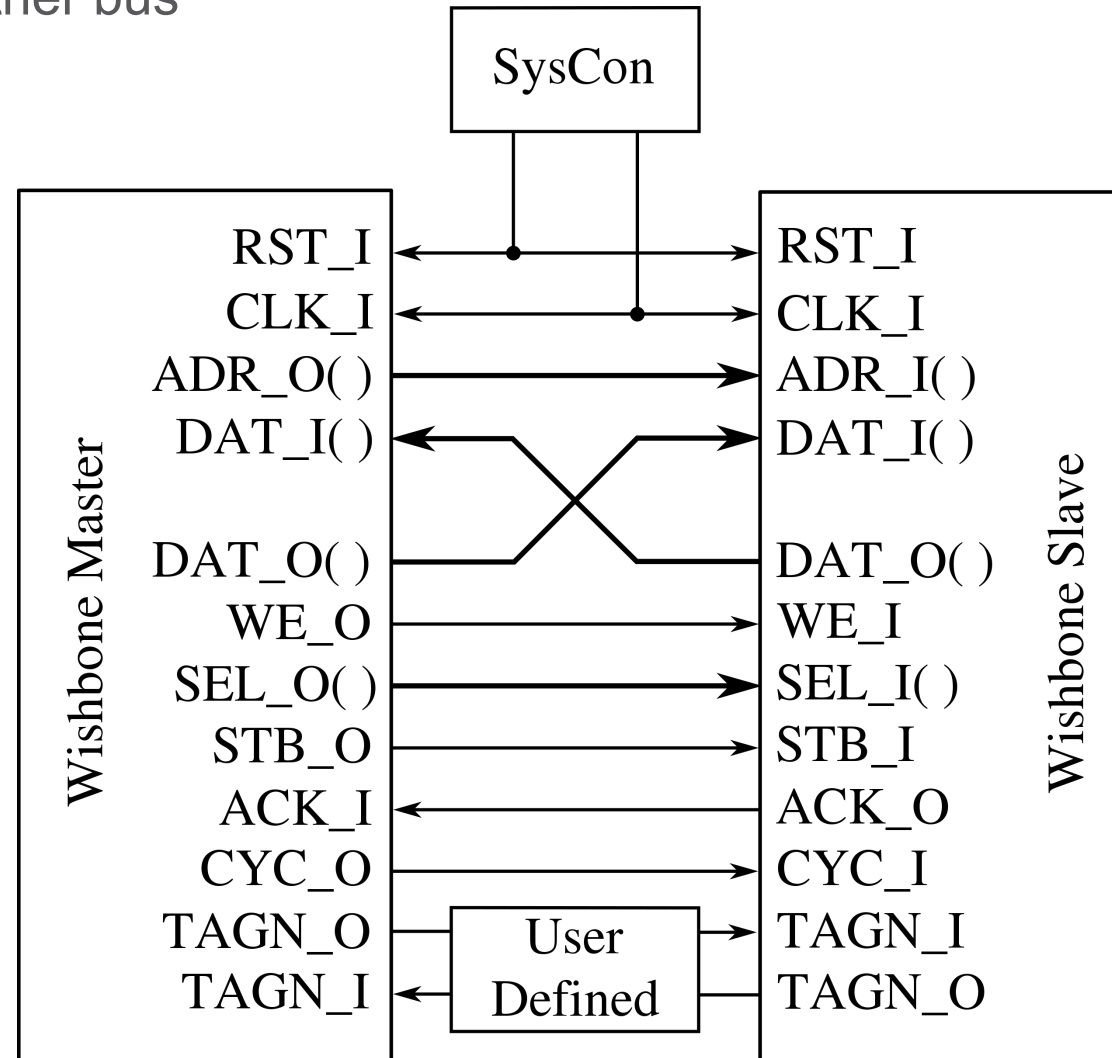 bus
SysCon
Wishbone Master
RST_I
CLK_I
ADR_O( )
DAT_I( )
DAT_O( )
WE_O
SEL_O( )
STB_O
ACK_I
CYC_O
TAGN_O
TAGN_I
User
Defined
RST_I
CLK_I
ADR_I( )
DAT_I( )
DAT_O( )
WE_I
SEL_I( )
STB_I
ACK_O
CYC_I
TAGN_I
TAGN_O
Wishbone Slave